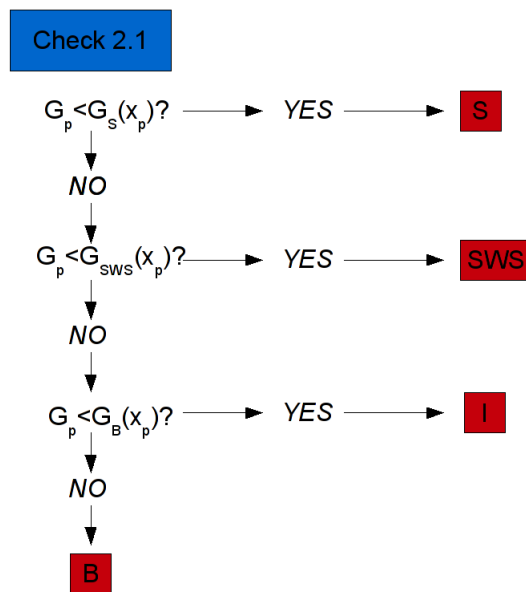 Check 2.1
Gp<GS(xp)? YES S
NO
Gp<GSWS(xp)? YES SWS
NO
Gp<GB(xp)? YES I
NO
B